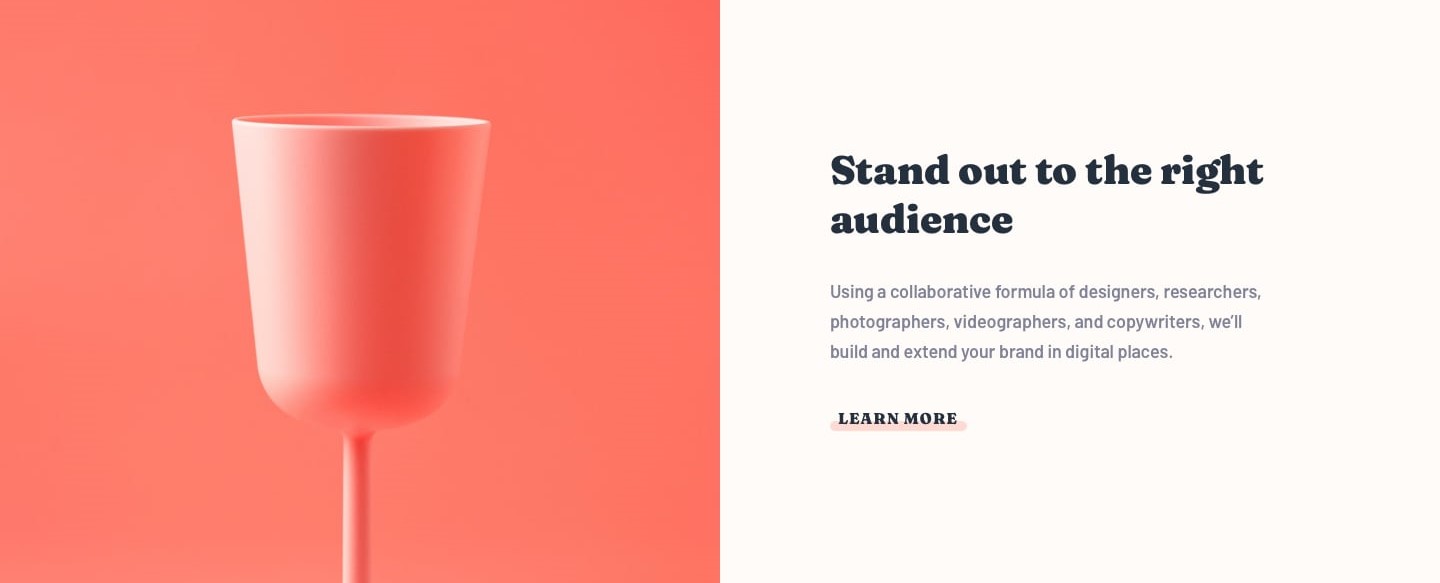 Stand out to the right
audience
Using a collaborative formula of designers, researchers,
photographers, videographers, and copywriters, we’ll
build and extend your brand in digital places.
LEARN MORE